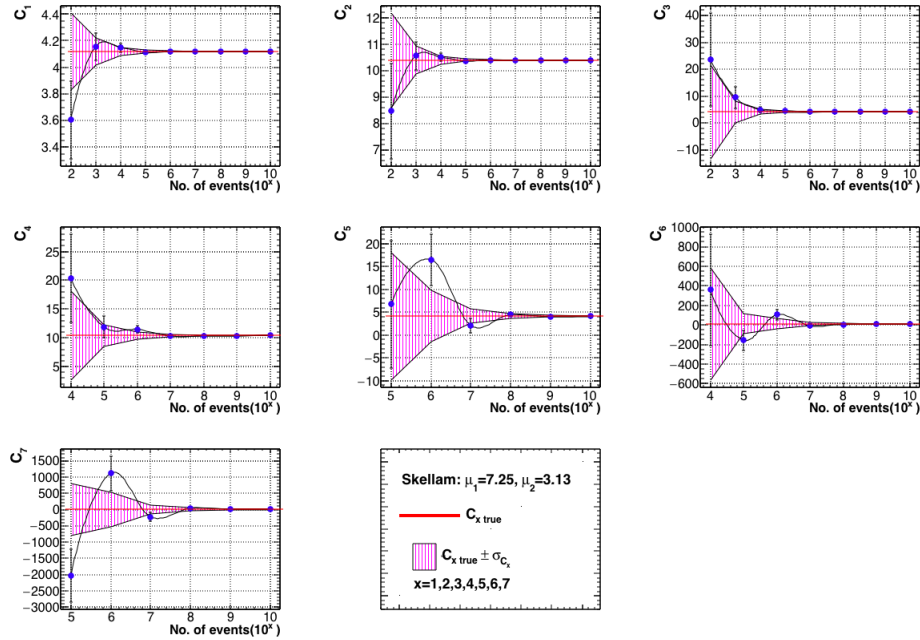 C1
4.4
4.2
4
3.8
3.6
3.4
2 3 4 5 6 7 8 9 10
No. of events(10^x )
C2
12
11
10
9
8
7
2 3 4 5 6 7 8 9 10
No. of events(10^x )
C3
40
30
20
10
0
−10
2 3 4 5 6 7 8 9 10
No. of events(10^x )
C4
25
20
15
10
5
4 5 6 7 8 9 10
No. of events(10^x )
C5
20
15
10
5
0
−5
−10
5 6 7 8 9 10
No. of events(10^x )
C6
1000
800
600
400
200
0
−200
−400
−600
4 5 6 7 8 9 10
No. of events(10^x )
C7
1500
1000
500
0
−500
−1000
−1500
−2000
−2500
−3000
5 6 7 8 9 10
No. of events(10^x )
Skellam: μ1=7.25, μ2=3.13
Cx true
Cx true ± σCx
x=1,2,3,4,5,6,7